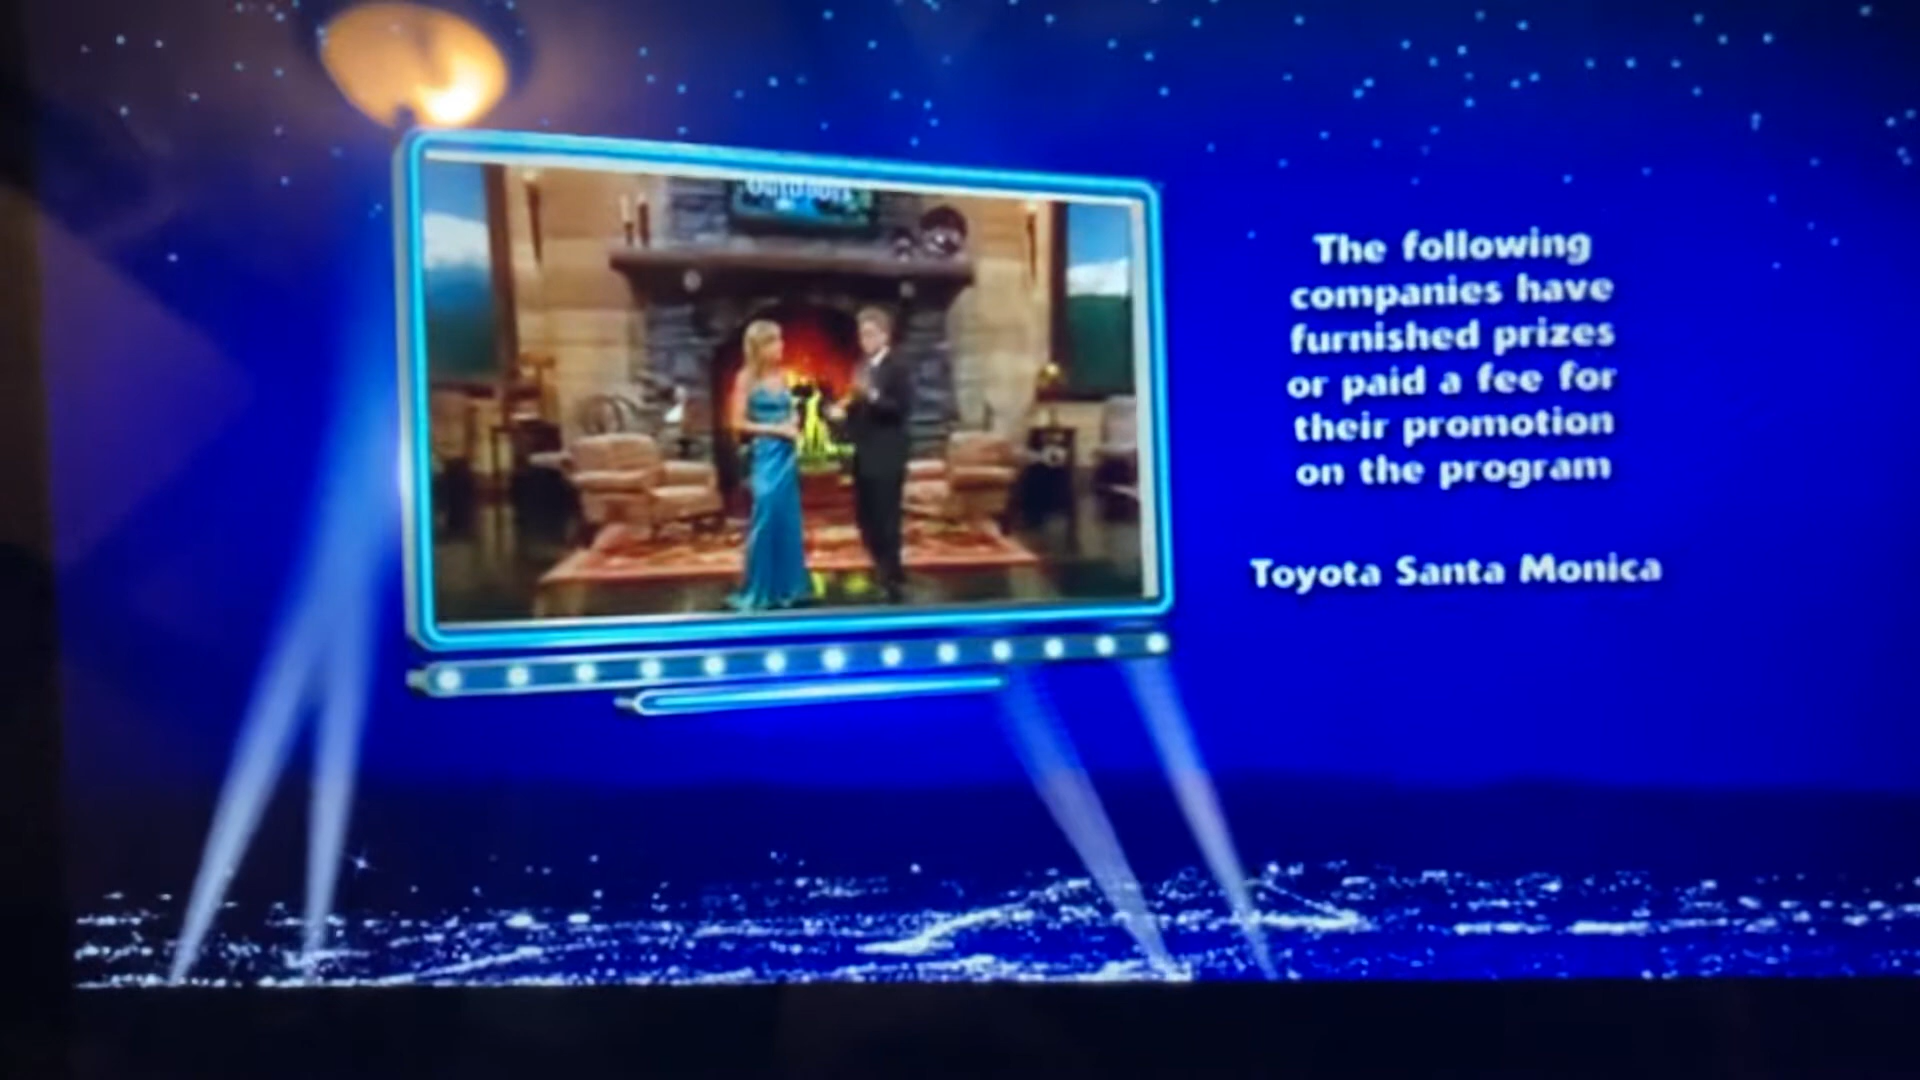 The following
companies have
furnished prizes
or paid a fee for
their promotion
on the program
Toyota Santa Monica